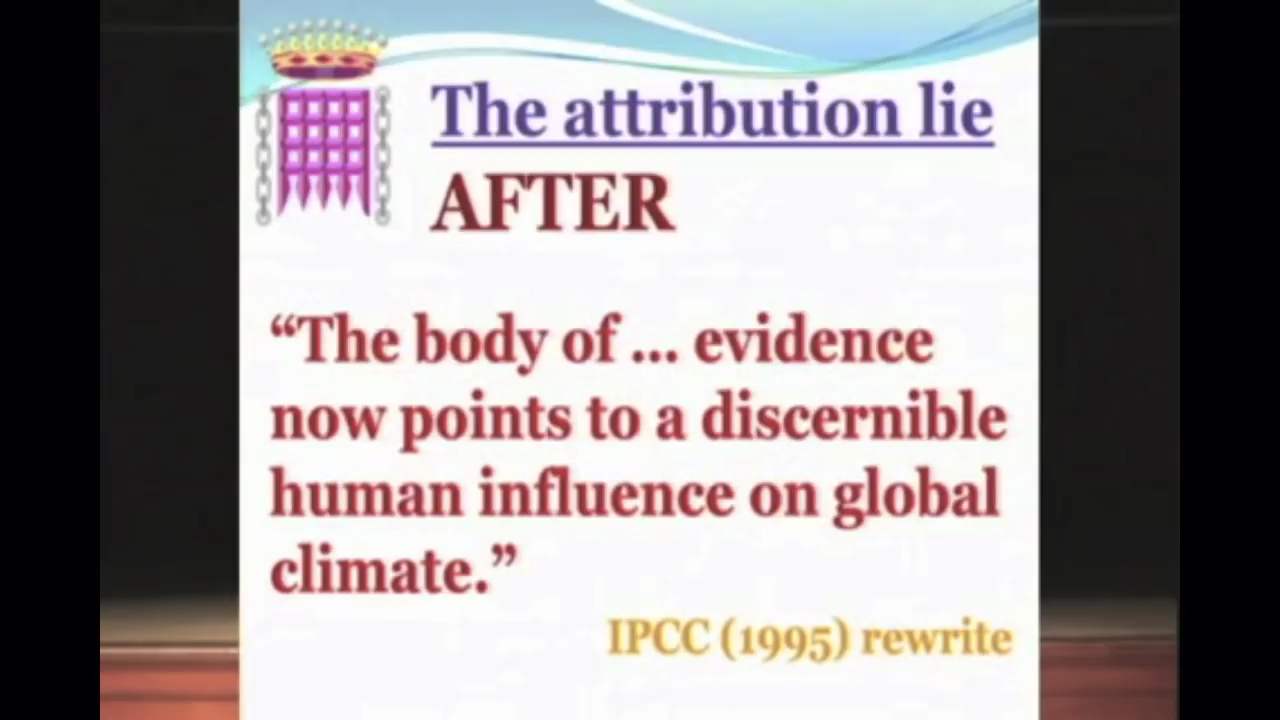 The attribution lie
AFTER
“The body of ... evidence
now points to a discernible
human influence on global
climate.”
IPCC (1995) rewrite